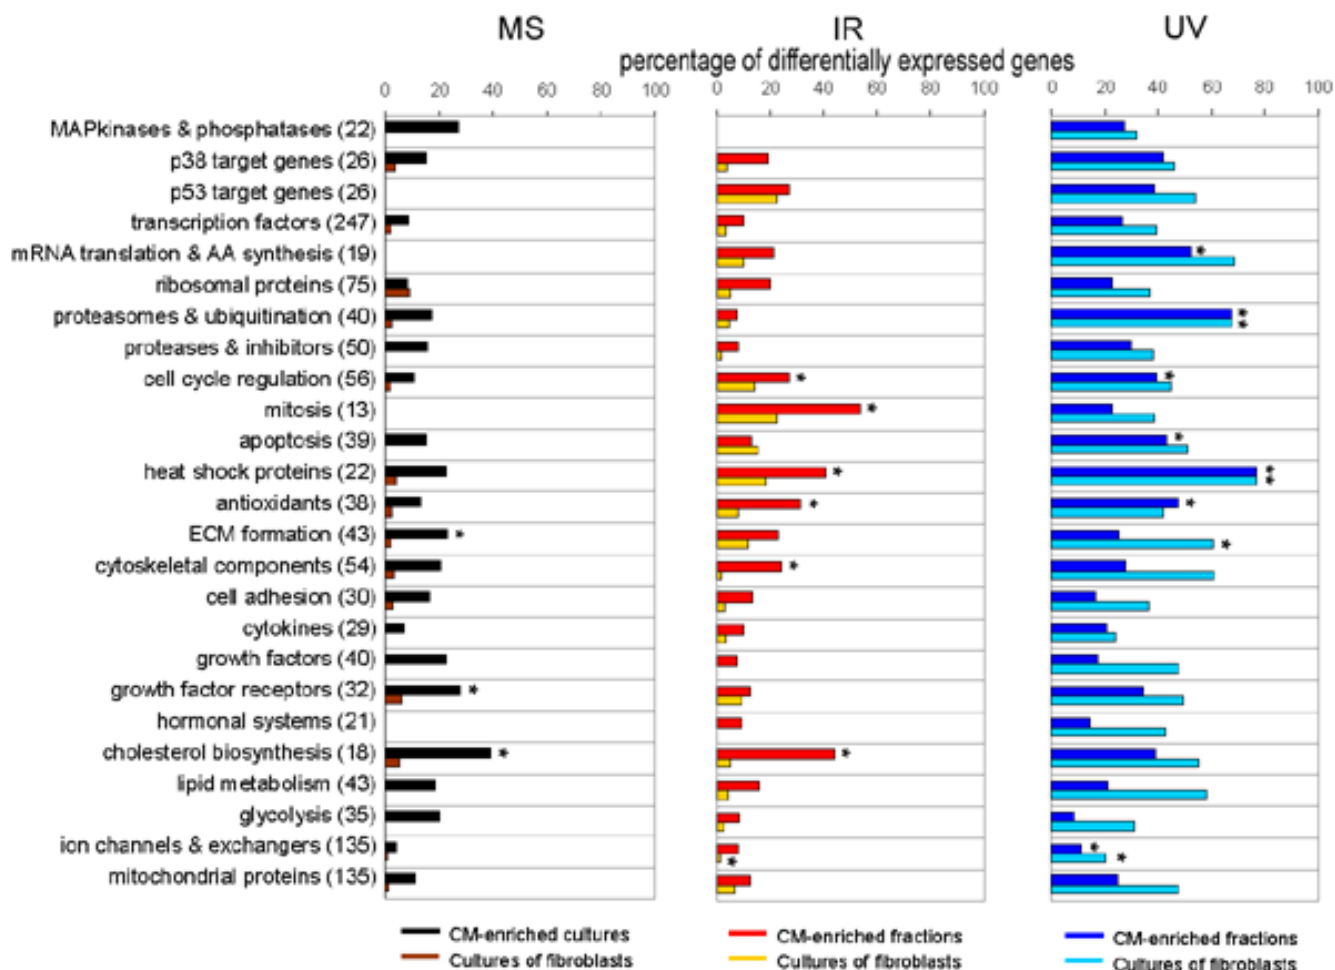 MS IR UV
percentage of differentially expressed genes
0 20 40 60 80 100 0 20 40 60 80 100 0 20 40 60 80 100
MAPkinases & phosphatases (22)
p38 target genes (26)
p53 target genes (26)
transcription factors (247)
mRNA translation & AA synthesis (19)
ribosomal proteins (75)
proteasomes & ubiquitination (40)
proteases & inhibitors (50)
cell cycle regulation (56)
mitosis (13)
apoptosis (39)
heat shock proteins (22)
antioxidants (38)
ECM formation (43)
cytoskeletal components (54)
cell adhesion (30)
cytokines (29)
growth factors (40)
growth factor receptors (32)
hormonal systems (21)
cholesterol biosynthesis (18)
lipid metabolism (43)
glycolysis (35)
ion channels & exchangers (135)
mitochondrial proteins (135)
CM-enriched cultures CM-enriched fractions CM-enriched fractions
Cultures of fibroblasts Cultures of fibroblasts Cultures of fibroblasts